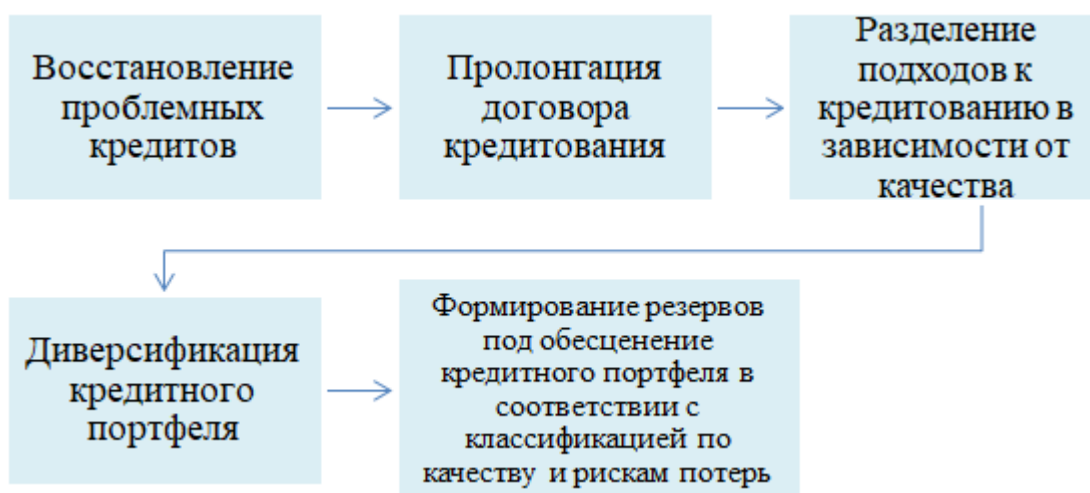 Восстановление
проблемных
кредитов
Пролонгация
договора
кредитования
Разделение
подходов к
кредитованию в
зависимости от
качества
Диверсификация
кредитного
портфеля
Формирование резервов
под обесценение
кредитного портфеля в
соответствии с
классификацией по
качеству и рискам потерь